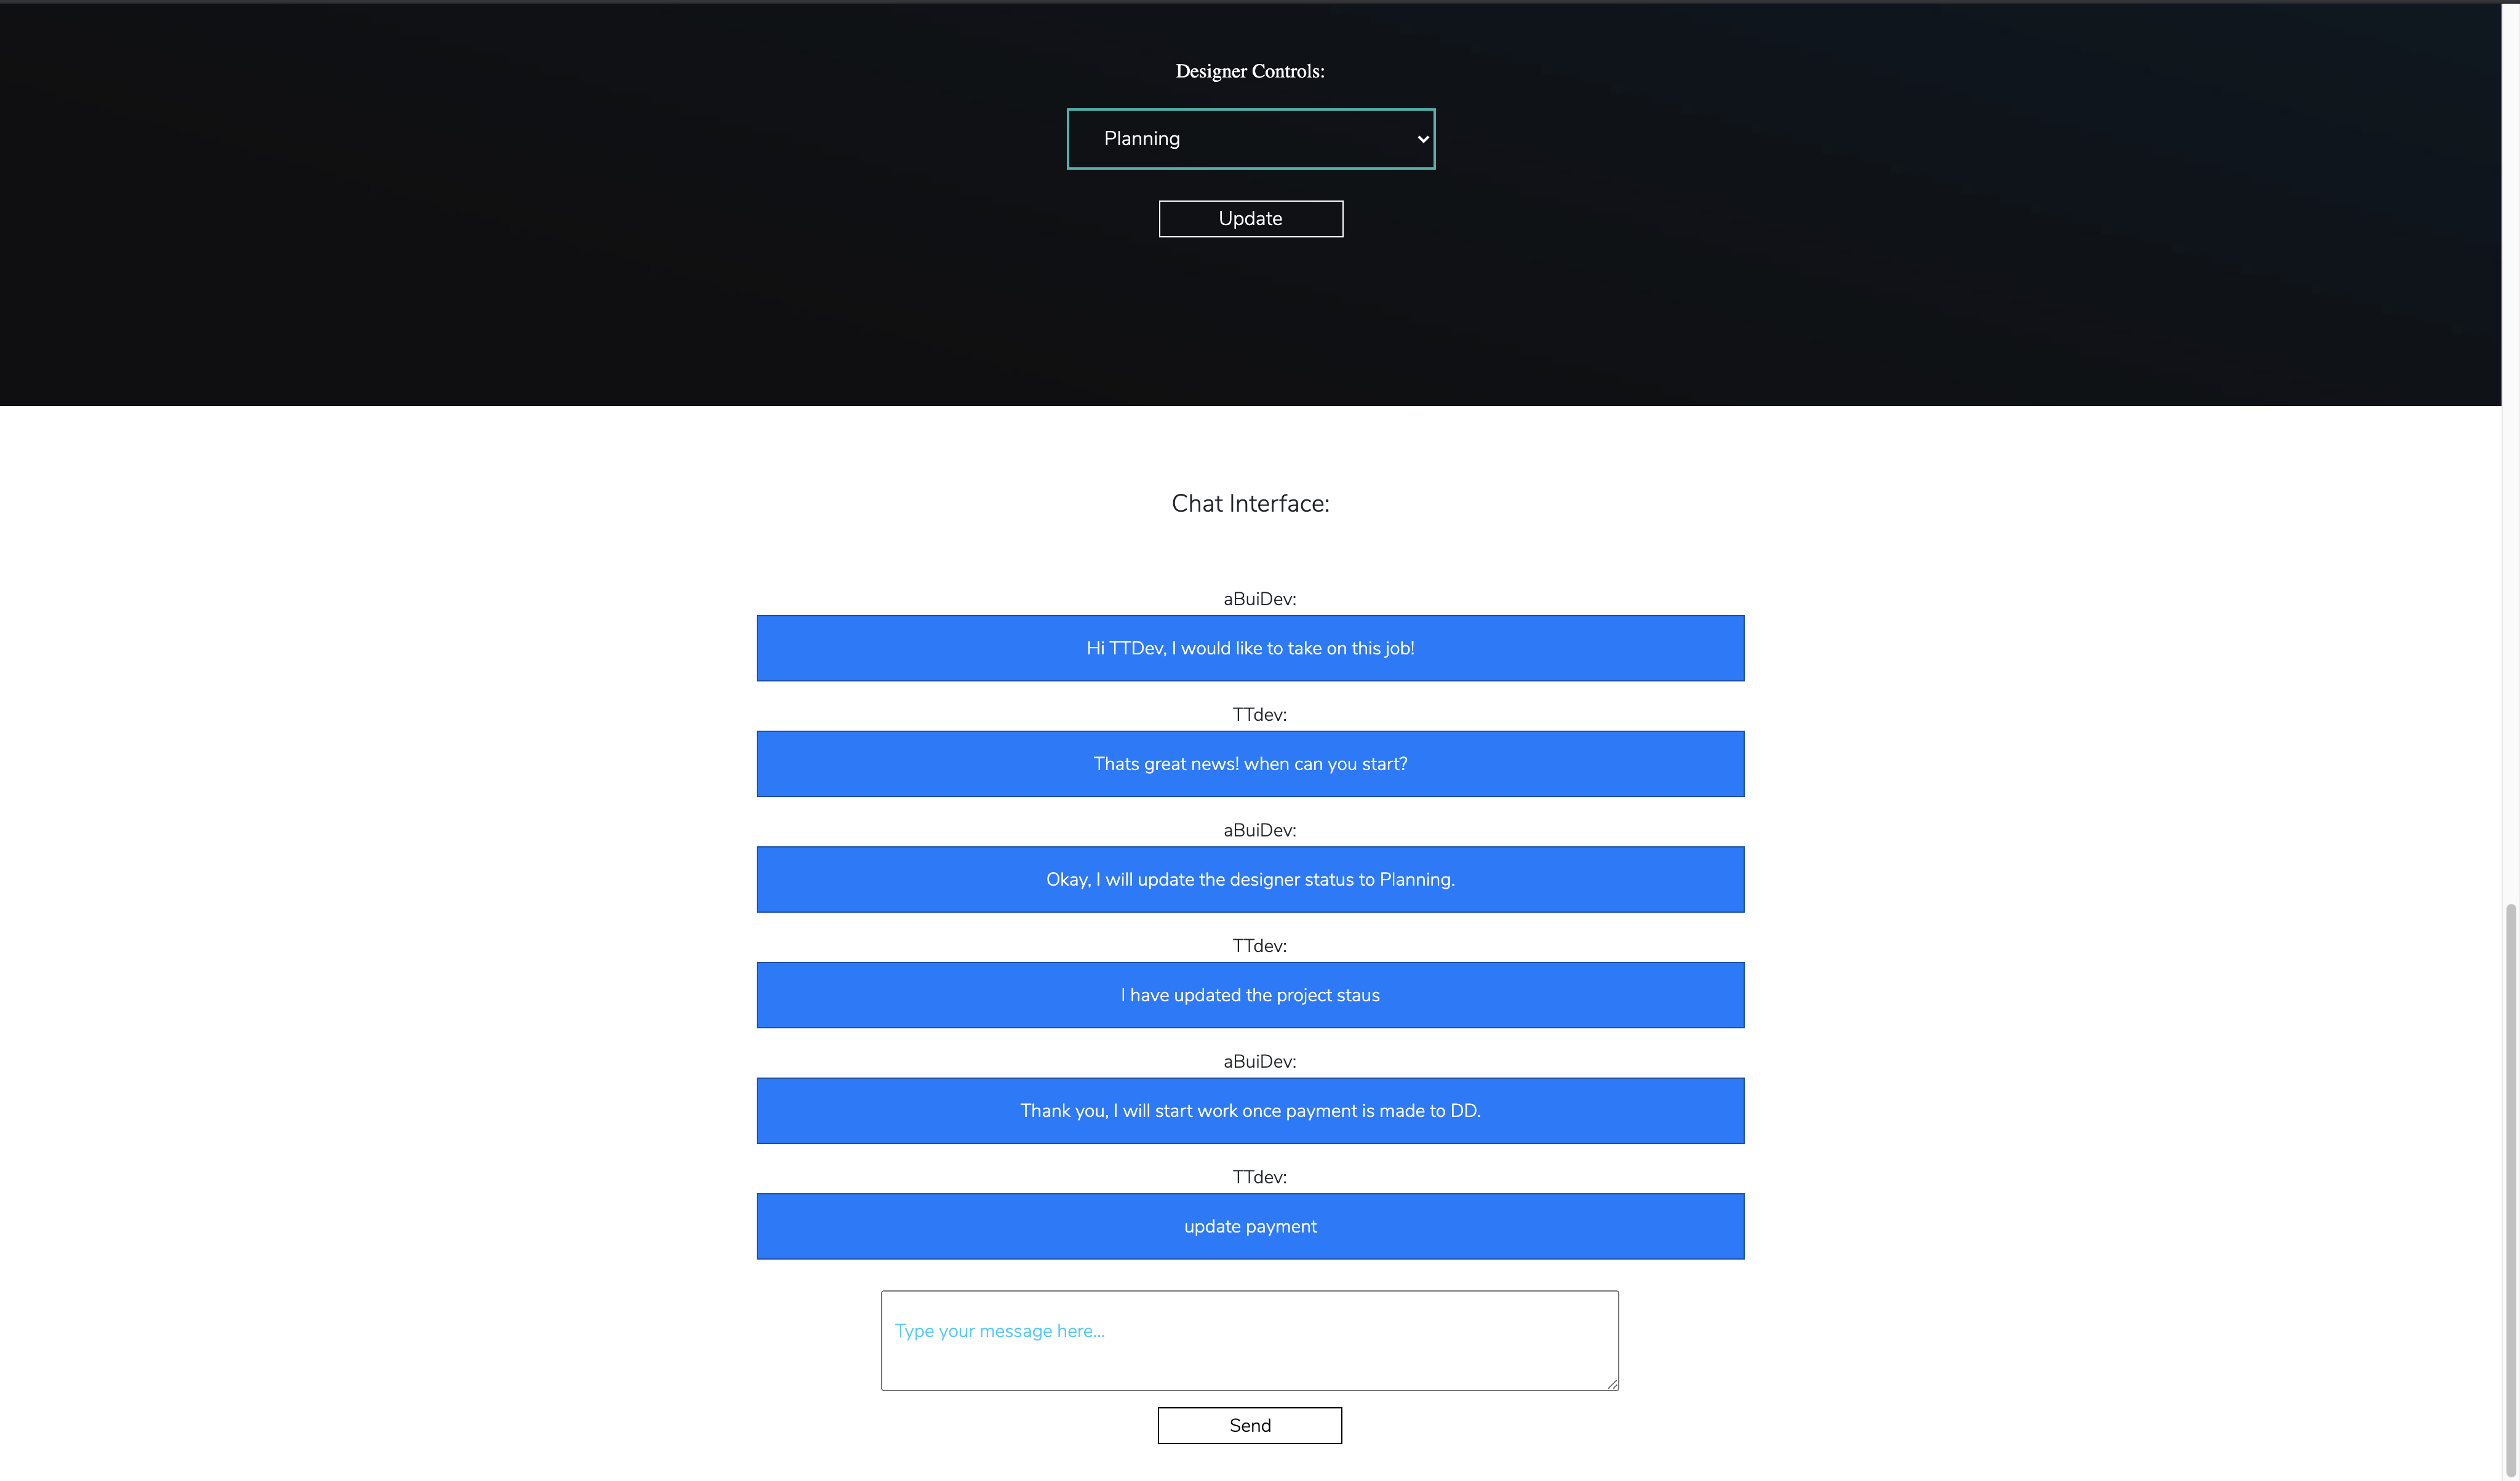 Designer Controls:
Planning
Update
Chat Interface:
aBuiDev:
Hi TTDev, I would like to take on this job!
TTdev:
Thats great news! when can you start?
aBuiDev:
Okay, I will update the designer status to Planning.
TTdev:
I have updated the project staus
aBuiDev:
Thank you, I will start work once payment is made to DD.
TTdev:
update payment
Type your message here...
Send